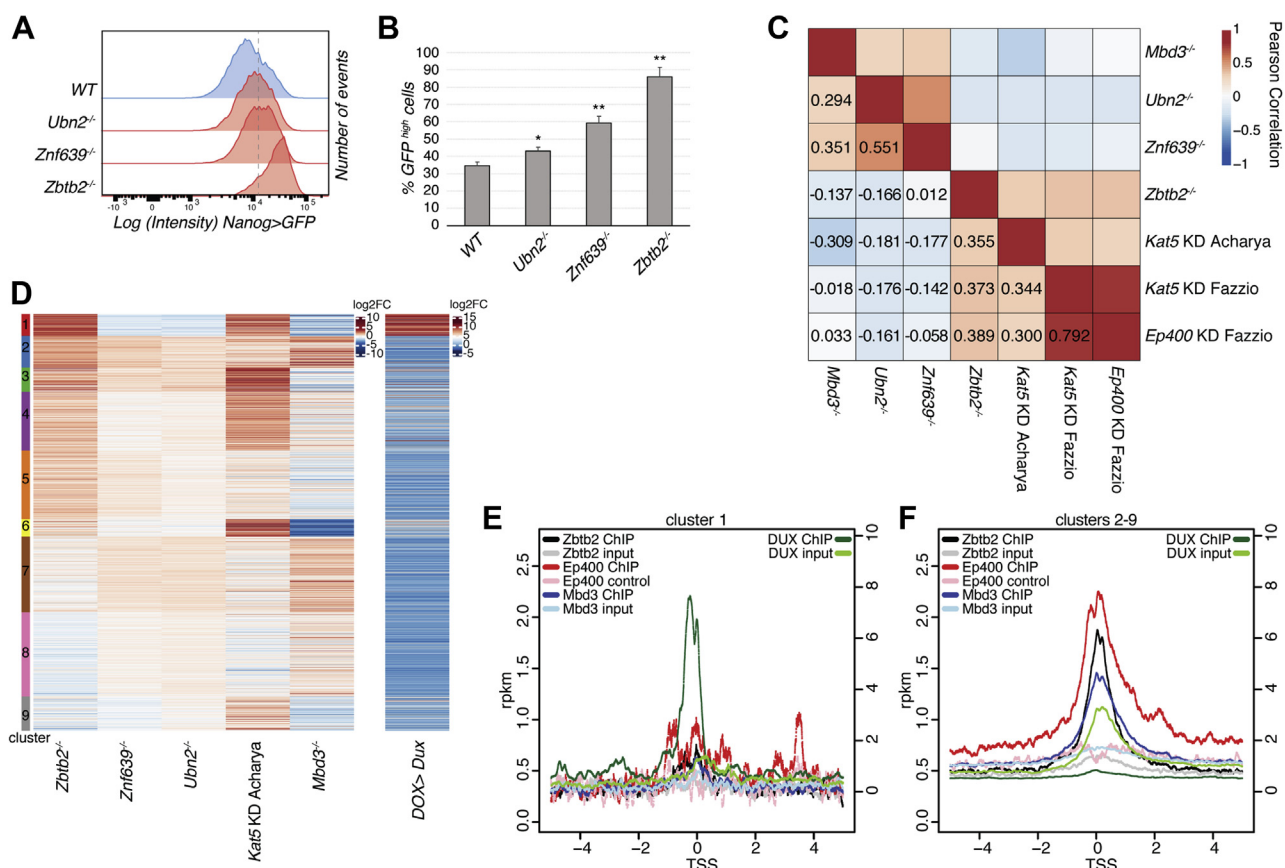 A
WT
Ubn2-/-
Znf639-/-
Zbtb2-/-
Number of events
-10 3 0 10 3 10 4 10 5
Log (Intensity) Nanog>GFP
B
% GFP high cells
100
90
80
70
60
50
40
30
20
10
0
*
**
**
WT
Ubn2-/-
Znf639-/-
Zbtb2-/-
C
Mbd3-/-
0.294 Ubn2-/-
0.351 0.551 Znf639-/-
-0.137 -0.166 0.012 Zbtb2-/-
-0.309 -0.181 -0.177 0.355 Kat5 KD Acharya
-0.018 -0.176 -0.142 0.373 0.344 Kat5 KD Fazzio
0.033 -0.161 -0.058 0.389 0.300 0.792 Ep400 KD Fazzio
Mbd3-/-
Ubn2-/-
Znf639-/-
Zbtb2-/-
Kat5 KD Acharya
Kat5 KD Fazzio
Ep400 KD Fazzio
1
0.5
0
−0.5
−1
Pearson Correlation
D
1
2
3
4
5
6
7
8
9
cluster
Zbtb2-/-
Znf639-/-
Ubn2-/-
Kat5 KD Acharya
Mbd3-/-
DOX> Dux
log2FC
10
5
0
-5
-10
log2FC
15
10
5
0
-5
E
cluster 1
Zbtb2 ChIP
Zbtb2 input
Ep400 ChIP
Ep400 control
Mbd3 ChIP
Mbd3 input
DUX ChIP
DUX input
rpkm
2.5
2.0
1.5
1.0
0.5
0.0
10
8
6
4
2
0
−4 −2 0 2 4
TSS
F
clusters 2-9
Zbtb2 ChIP
Zbtb2 input
Ep400 ChIP
Ep400 control
Mbd3 ChIP
Mbd3 input
DUX ChIP
DUX input
rpkm
2.5
2.0
1.5
1.0
0.5
0.0
10
8
6
4
2
0
−4 −2 0 2 4
TSS